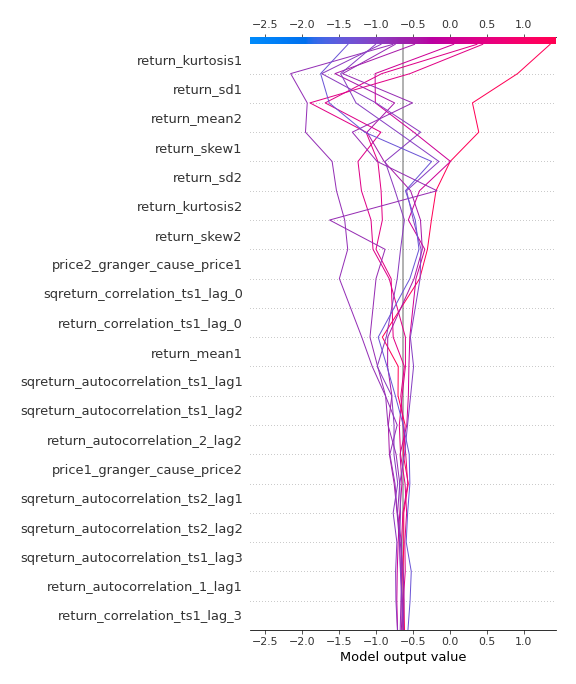 −2.5 −2.0 −1.5 −1.0 −0.5 0.0 0.5 1.0
return_kurtosis1
return_sd1
return_mean2
return_skew1
return_sd2
return_kurtosis2
return_skew2
price2_granger_cause_price1
sqreturn_correlation_ts1_lag_0
return_correlation_ts1_lag_0
return_mean1
sqreturn_autocorrelation_ts1_lag1
sqreturn_autocorrelation_ts1_lag2
return_autocorrelation_2_lag2
price1_granger_cause_price2
sqreturn_autocorrelation_ts2_lag1
sqreturn_autocorrelation_ts2_lag2
sqreturn_autocorrelation_ts1_lag3
return_autocorrelation_1_lag1
return_correlation_ts1_lag_3
−2.5 −2.0 −1.5 −1.0 −0.5 0.0 0.5 1.0
Model output value